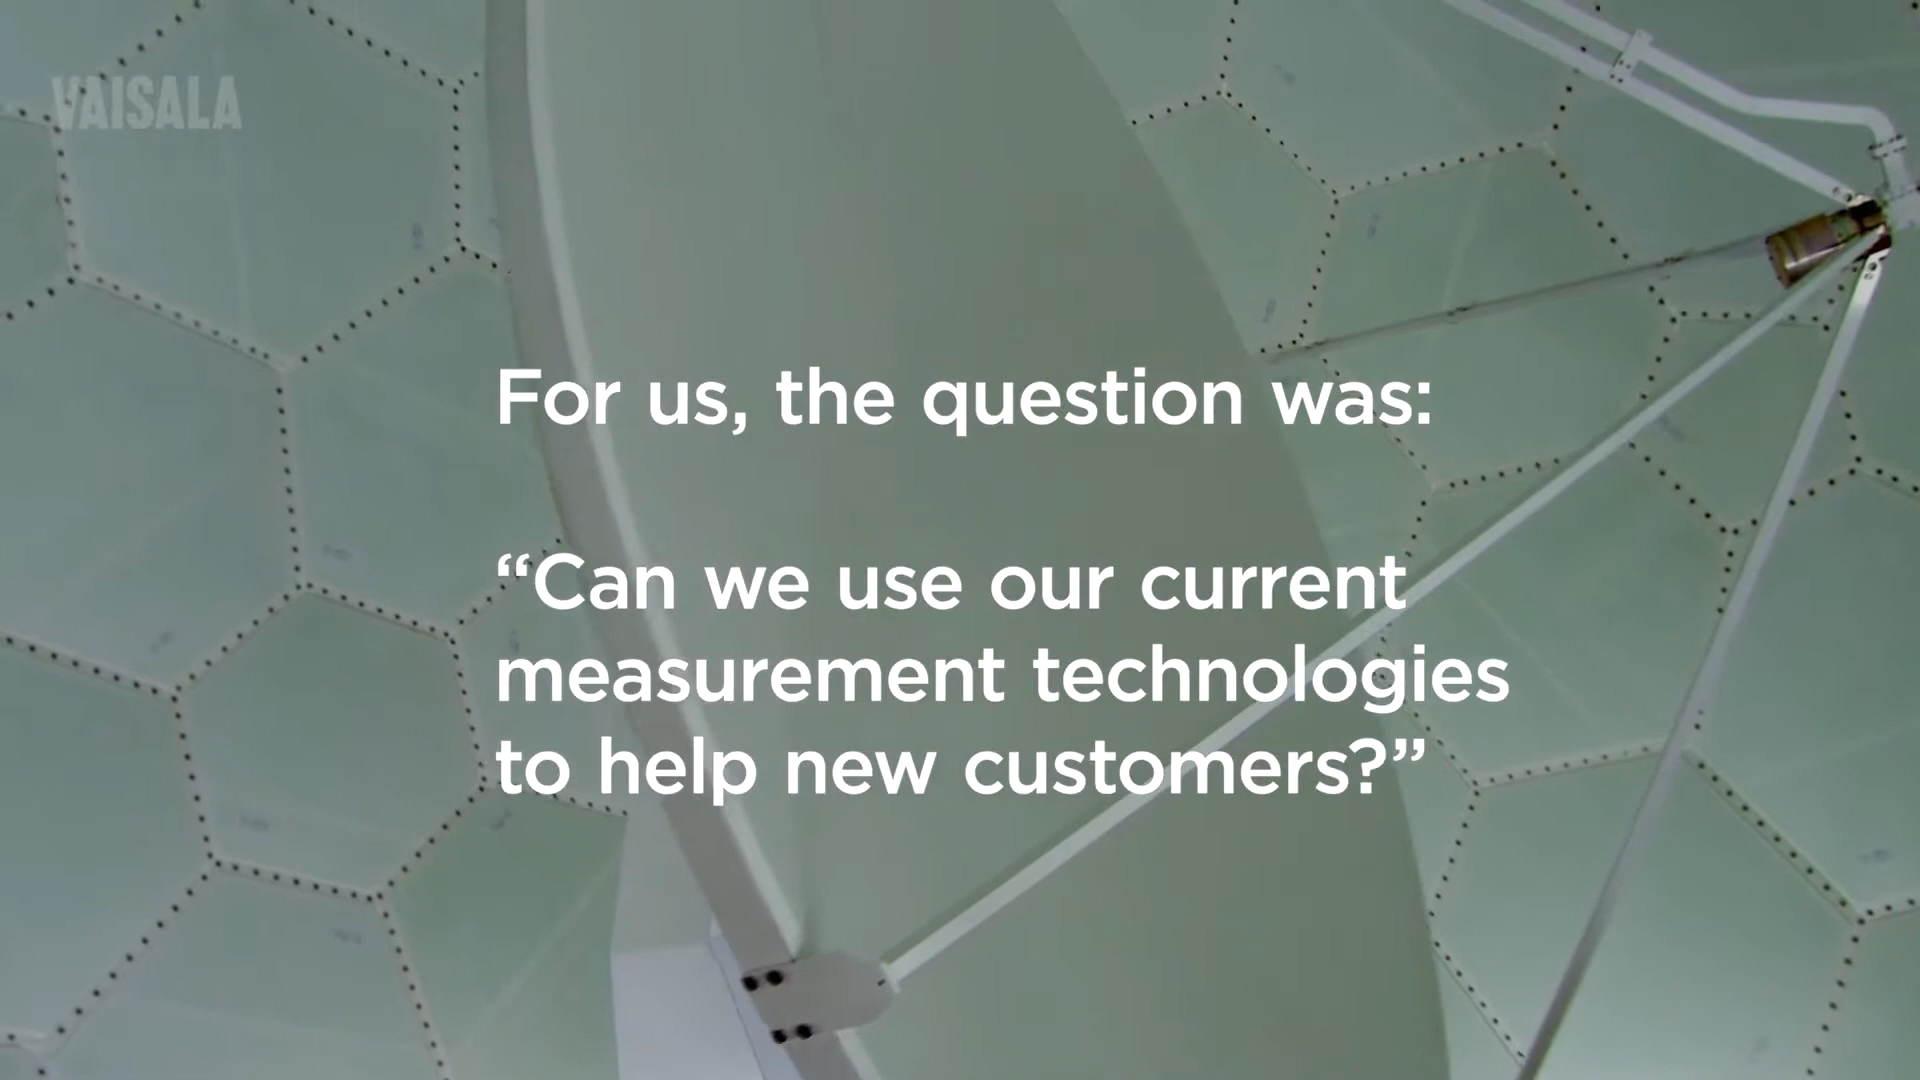 VAISALA
For us, the question was:
“Can we use our current
measurement technologies
to help new customers?”